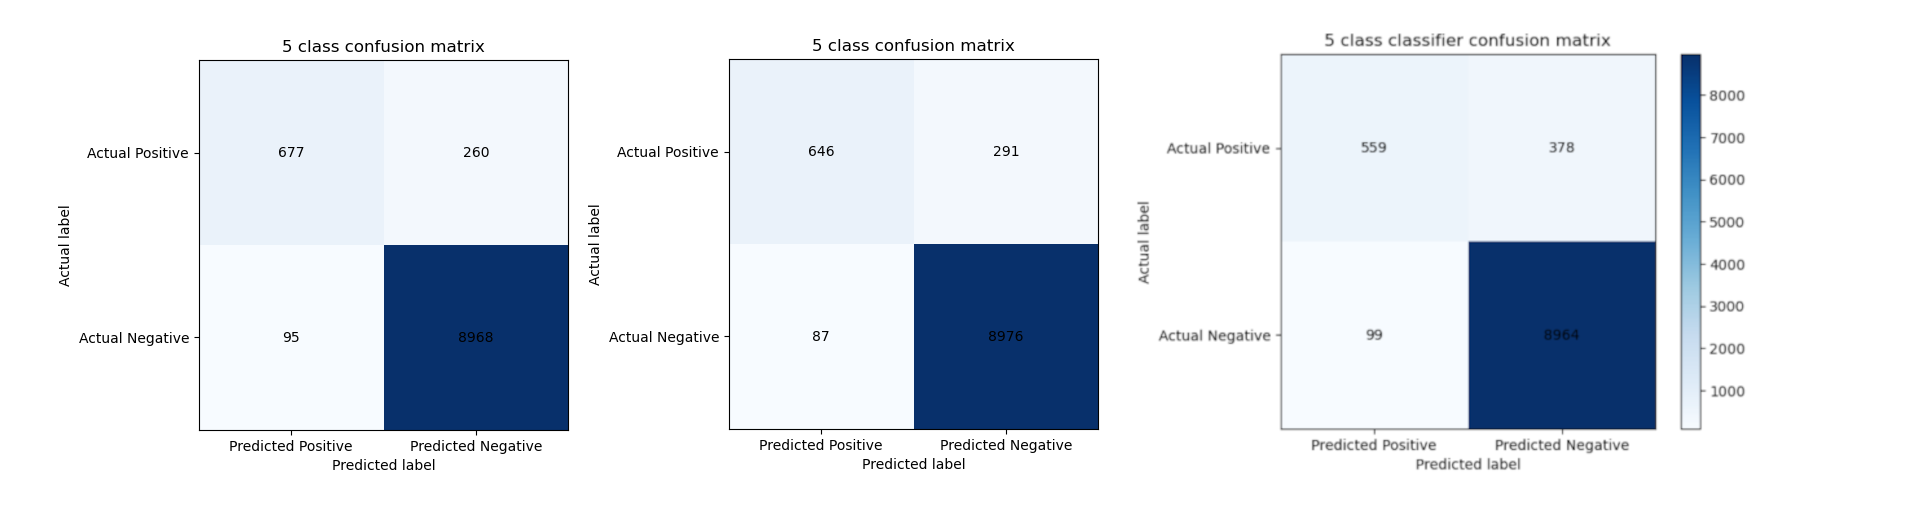 5 class confusion matrix
Actual Positive
677
260
Actual label
Actual Negative
95
8968
Predicted Positive
Predicted Negative
Predicted label
5 class confusion matrix
Actual Positive
646
291
Actual label
Actual Negative
87
8976
Predicted Positive
Predicted Negative
Predicted label
5 class classifier confusion matrix
Actual Positive
559
378
Actual label
Actual Negative
99
8964
Predicted Positive
Predicted Negative
Predicted label
8000
7000
6000
5000
4000
3000
2000
1000